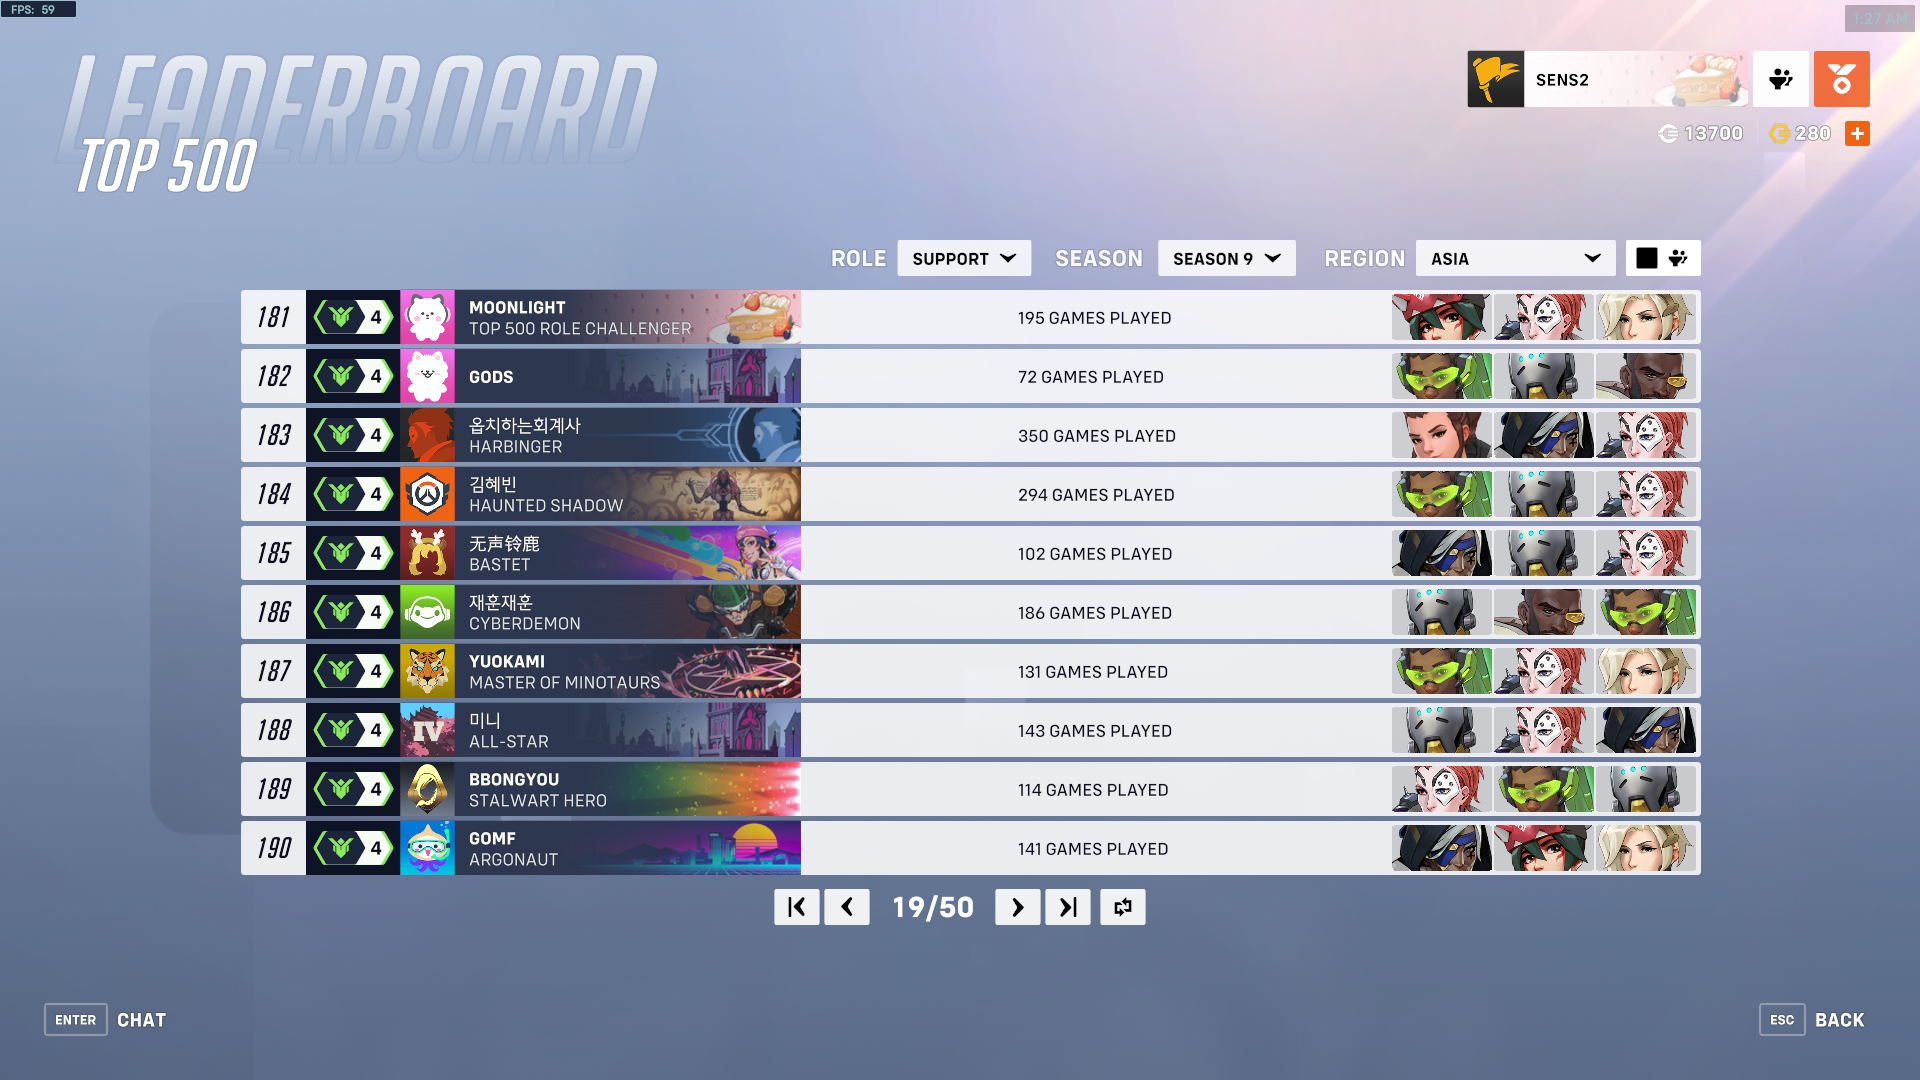 FPS: 59
1:27 AM
LEADERBOARD
TOP 500
SENS2
13700
280
ROLE SUPPORT SEASON SEASON 9 REGION ASIA
181 4 MOONLIGHT 195 GAMES PLAYED
TOP 500 ROLE CHALLENGER
182 4 GODS 72 GAMES PLAYED
183 4 옵치하는회계사 350 GAMES PLAYED
HARBINGER
184 4 김혜빈 294 GAMES PLAYED
HAUNTED SHADOW
185 4 无声铃鹿 102 GAMES PLAYED
BASTET
186 4 재훈재훈 186 GAMES PLAYED
CYBERDEMON
187 4 YUOKAMI 131 GAMES PLAYED
MASTER OF MINOTAURS
188 4 IV 미니 143 GAMES PLAYED
ALL-STAR
189 4 BBONGYOU 114 GAMES PLAYED
STALWART HERO
190 4 GOMF 141 GAMES PLAYED
ARGONAUT
19/50
ENTER CHAT
ESC BACK